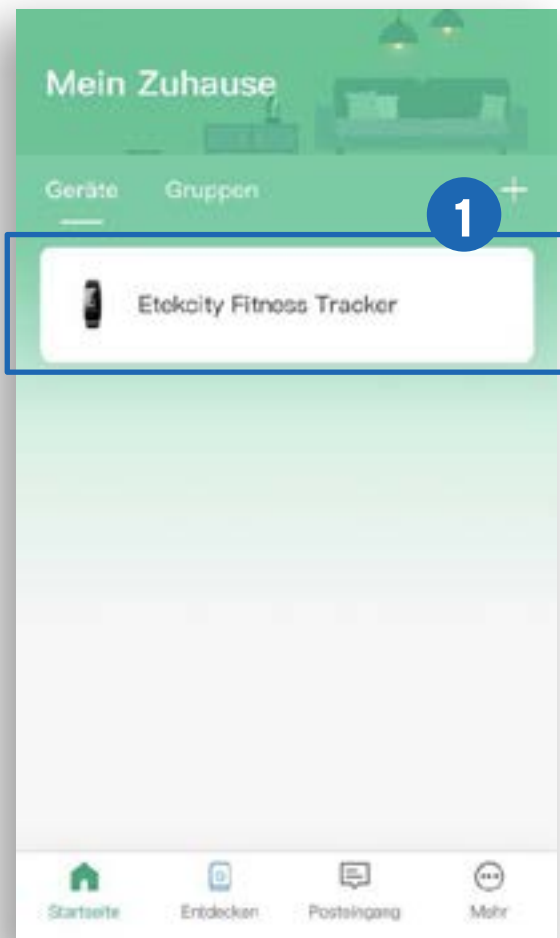 Mein Zuhause
Geräte Gruppen
1
Etekcity Fitness Tracker
Startseite Entdecken Posteingang Mehr